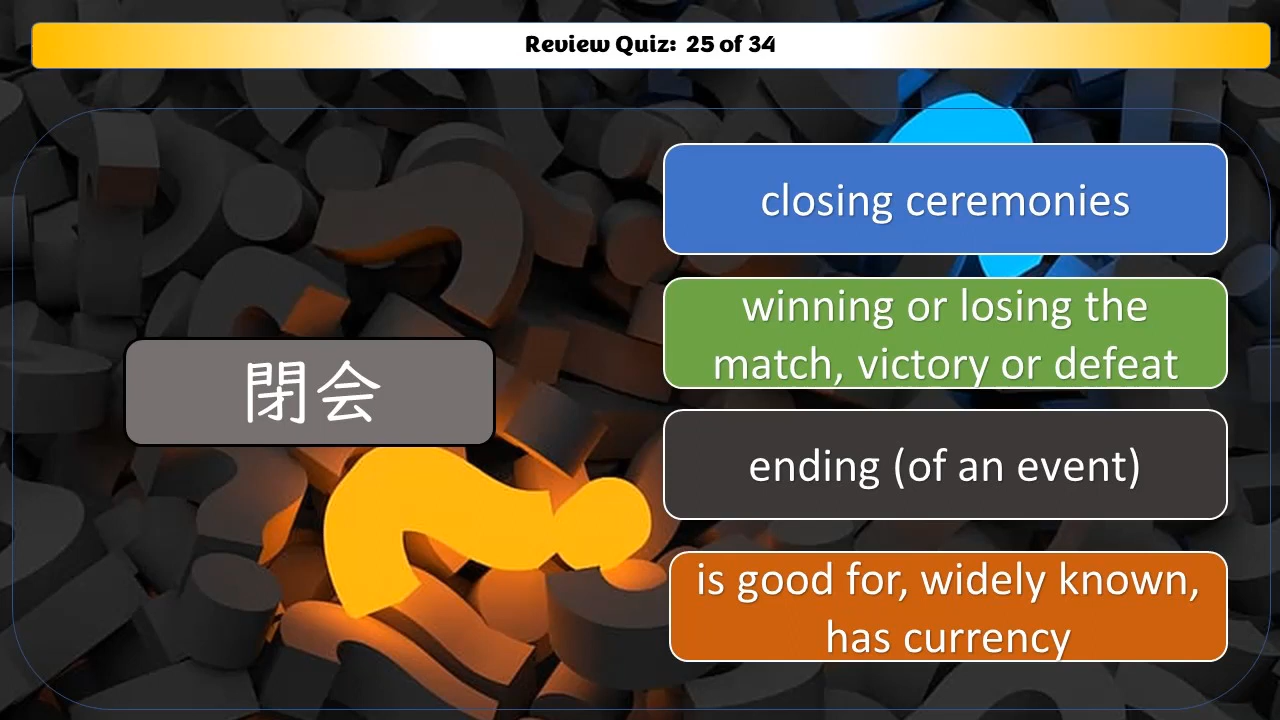 Review Quiz: 25 of 34
閉会
closing ceremonies
winning or losing the
match, victory or defeat
ending (of an event)
is good for, widely known,
has currency